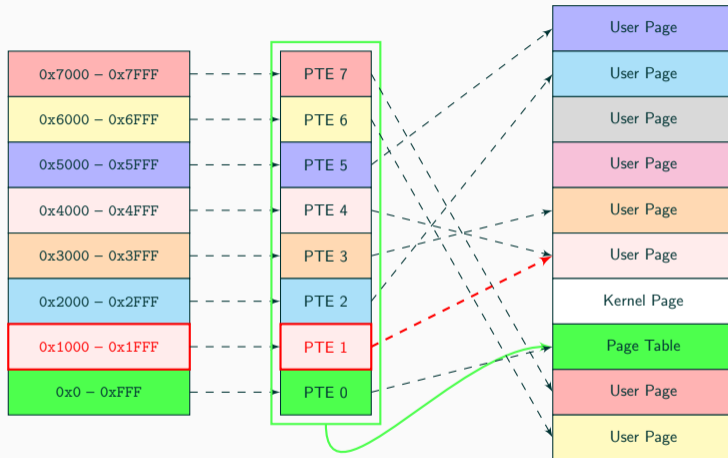 0x7000 – 0x7FFF
0x6000 – 0x6FFF
0x5000 – 0x5FFF
0x4000 – 0x4FFF
0x3000 – 0x3FFF
0x2000 – 0x2FFF
0x1000 – 0x1FFF
0x0 – 0xFFF
PTE 7
PTE 6
PTE 5
PTE 4
PTE 3
PTE 2
PTE 1
PTE 0
User Page
User Page
User Page
User Page
User Page
User Page
Kernel Page
Page Table
User Page
User Page